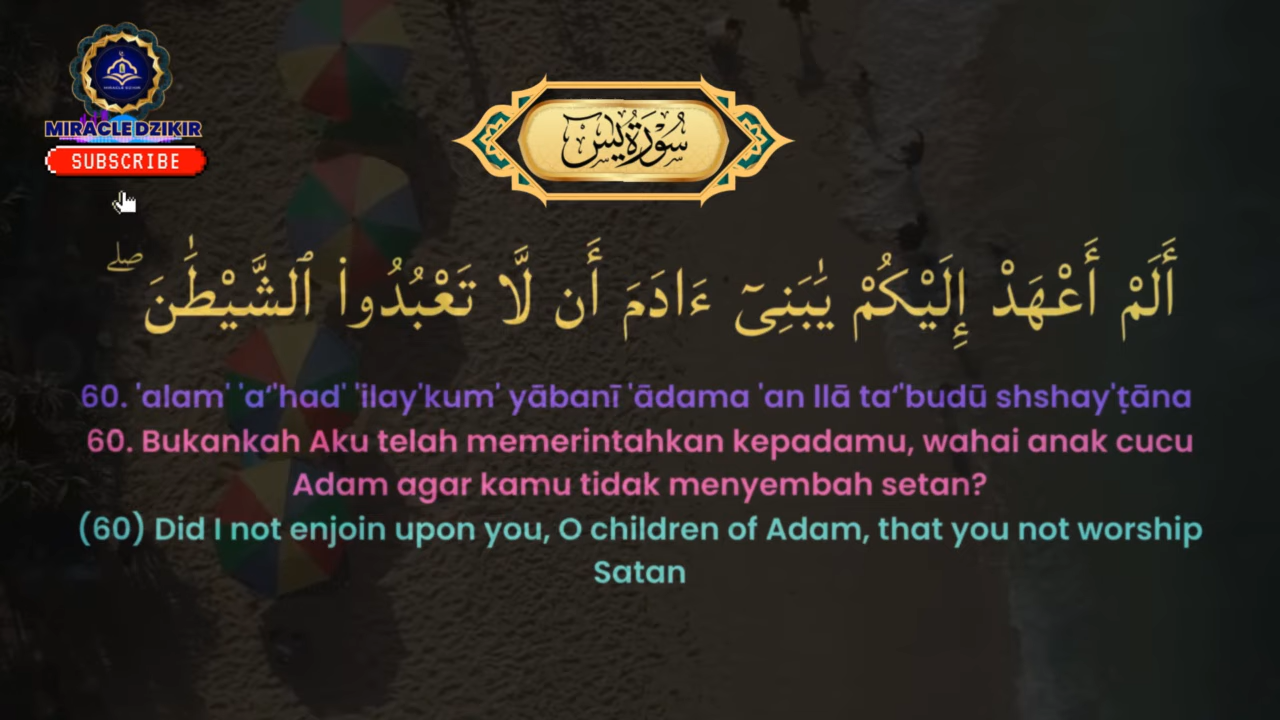 MIRACLE DZIKIR
MIRACLE DZIKIR
SUBSCRIBE
سُورَةُ يس
أَلَمْ أَعْهَدْ إِلَيْكُمْ يَٰبَنِىٓ ءَادَمَ أَن لَّا تَعْبُدُوا۟ ٱلشَّيْطَٰنَ ۖ
60. 'alam' 'a‘'had' 'ilay'kum' yābanī 'ādama 'an llā ta‘'budū shshay'ṭāna
60. Bukankah Aku telah memerintahkan kepadamu, wahai anak cucu
Adam agar kamu tidak menyembah setan?
(60) Did I not enjoin upon you, O children of Adam, that you not worship
Satan